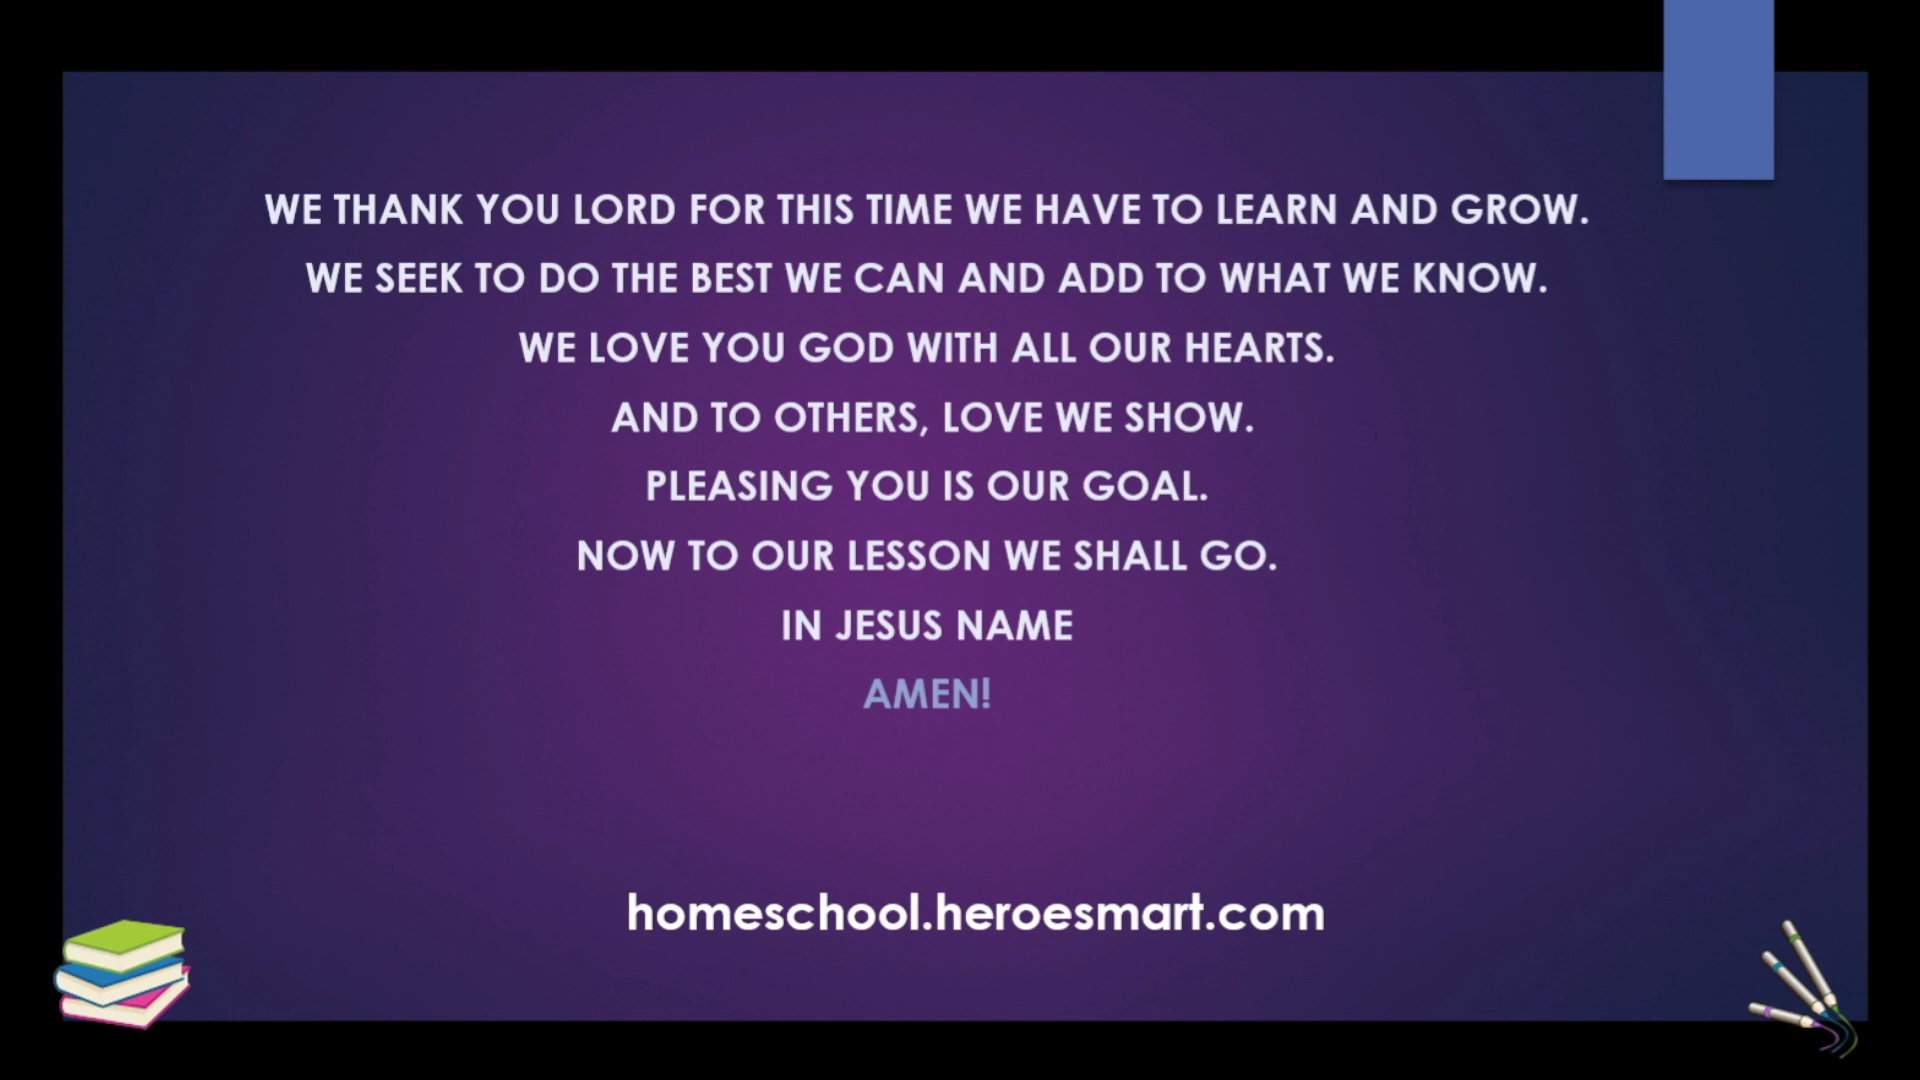 WE THANK YOU LORD FOR THIS TIME WE HAVE TO LEARN AND GROW.
WE SEEK TO DO THE BEST WE CAN AND ADD TO WHAT WE KNOW.
WE LOVE YOU GOD WITH ALL OUR HEARTS.
AND TO OTHERS, LOVE WE SHOW.
PLEASING YOU IS OUR GOAL.
NOW TO OUR LESSON WE SHALL GO.
IN JESUS NAME
AMEN!
homeschool.heroesmart.com